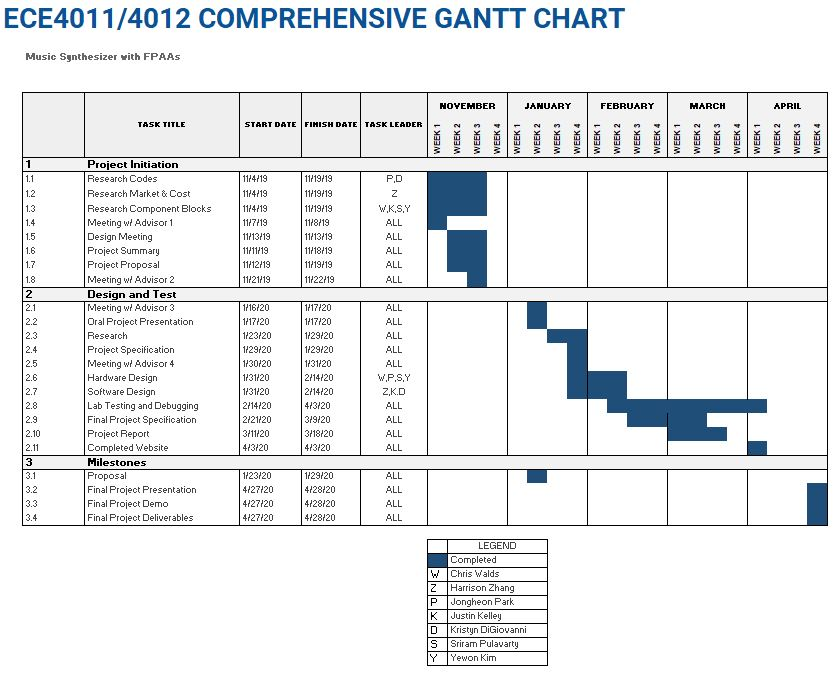 ECE4011/4012 COMPREHENSIVE GANTT CHART
Music Synthesizer with FPAAs
NOVEMBER JANUARY FEBRUARY MARCH APRIL
TASK TITLE START DATE FINISH DATE TASK LEADER WEEK 1 WEEK 2 WEEK 3 WEEK 4 WEEK 1 WEEK 2 WEEK 3 WEEK 4 WEEK 1 WEEK 2 WEEK 3 WEEK 4 WEEK 1 WEEK 2 WEEK 3 WEEK 4 WEEK 1 WEEK 2 WEEK 3 WEEK 4
1 Project Initiation
1.1 Research Codes 11/4/19 11/19/19 P,D
1.2 Research Market & Cost 11/4/19 11/19/19 Z
1.3 Research Component Blocks 11/4/19 11/19/19 W,K,S,Y
1.4 Meeting w/ Advisor 1 11/7/19 11/8/19 ALL
1.5 Design Meeting 11/13/19 11/13/19 ALL
1.6 Project Summary 11/11/19 11/18/19 ALL
1.7 Project Proposal 11/12/19 11/19/19 ALL
1.8 Meeting w/ Advisor 2 11/21/19 11/22/19 ALL
2 Design and Test
2.1 Meeting w/ Advisor 3 1/16/20 1/17/20 ALL
2.2 Oral Project Presentation 1/17/20 1/17/20 ALL
2.3 Research 1/23/20 1/29/20 ALL
2.4 Project Specification 1/29/20 1/29/20 ALL
2.5 Meeting w/ Advisor 4 1/30/20 1/31/20 ALL
2.6 Hardware Design 1/31/20 2/14/20 W,P,S,Y
2.7 Software Design 1/31/20 2/14/20 Z,K,D
2.8 Lab Testing and Debugging 2/14/20 4/3/20 ALL
2.9 Final Project Specification 2/21/20 3/9/20 ALL
2.10 Project Report 3/11/20 3/18/20 ALL
2.11 Completed Website 4/3/20 4/3/20 ALL
3 Milestones
3.1 Proposal 1/23/20 1/29/20 ALL
3.2 Final Project Presentation 4/27/20 4/28/20 ALL
3.3 Final Project Demo 4/27/20 4/28/20 ALL
3.4 Final Project Deliverables 4/27/20 4/28/20 ALL
LEGEND
Completed
W Chris Walds
Z Harrison Zhang
P Jongheon Park
K Justin Kelley
D Kristyn DiGiovanni
S Sriram Pulavarty
Y Yewon Kim